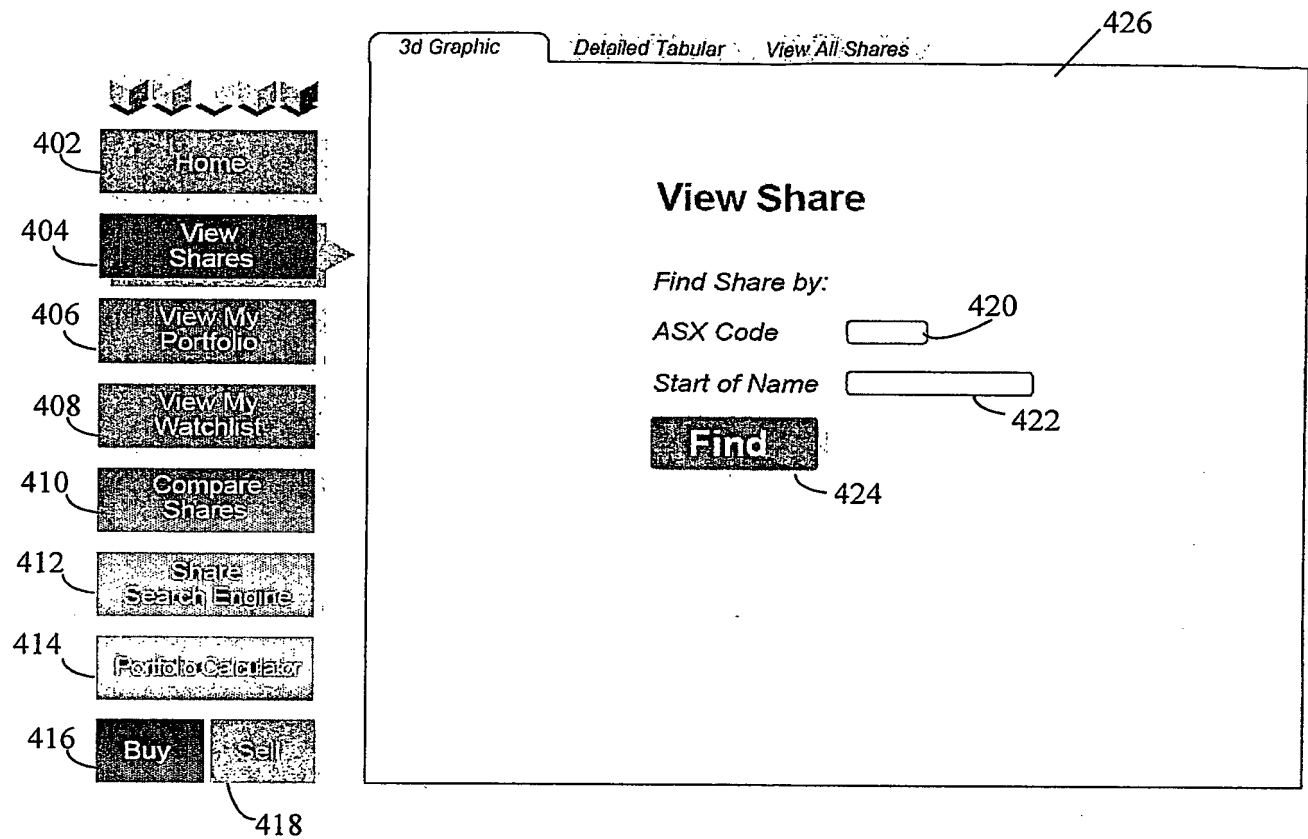 426
3d Graphic Detailed Tabular View All Shares
402
Home
404
View
Shares
406
View My
Portfolio
408
View My
Watchlist
410
Compare
Shares
412
Share
Search Engine
414
Portfolio Calculator
416
Buy Sell
418
View Share
Find Share by:
ASX Code
420
Start of Name
422
Find
424